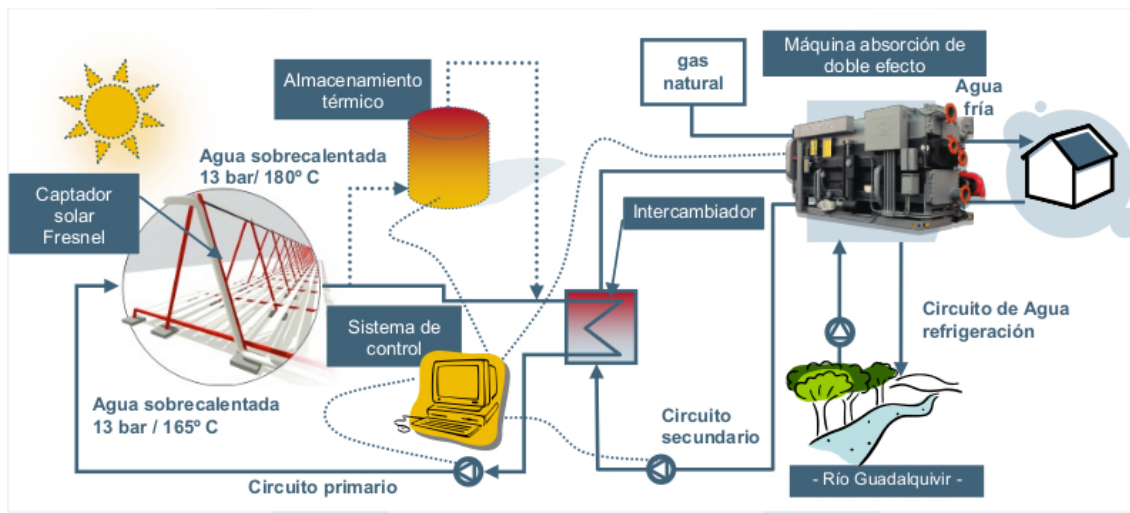 Almacenamiento
térmico
gas
natural
Máquina absorción de
doble efecto
Agua
fría
Agua sobrecalentada
13 bar/ 180º C
Captador
solar
Fresnel
Intercambiador
Sistema de
control
Circuito de Agua
refrigeración
Agua sobrecalentada
13 bar / 165º C
Circuito
secundario
Circuito primario
- Río Guadalquivir -